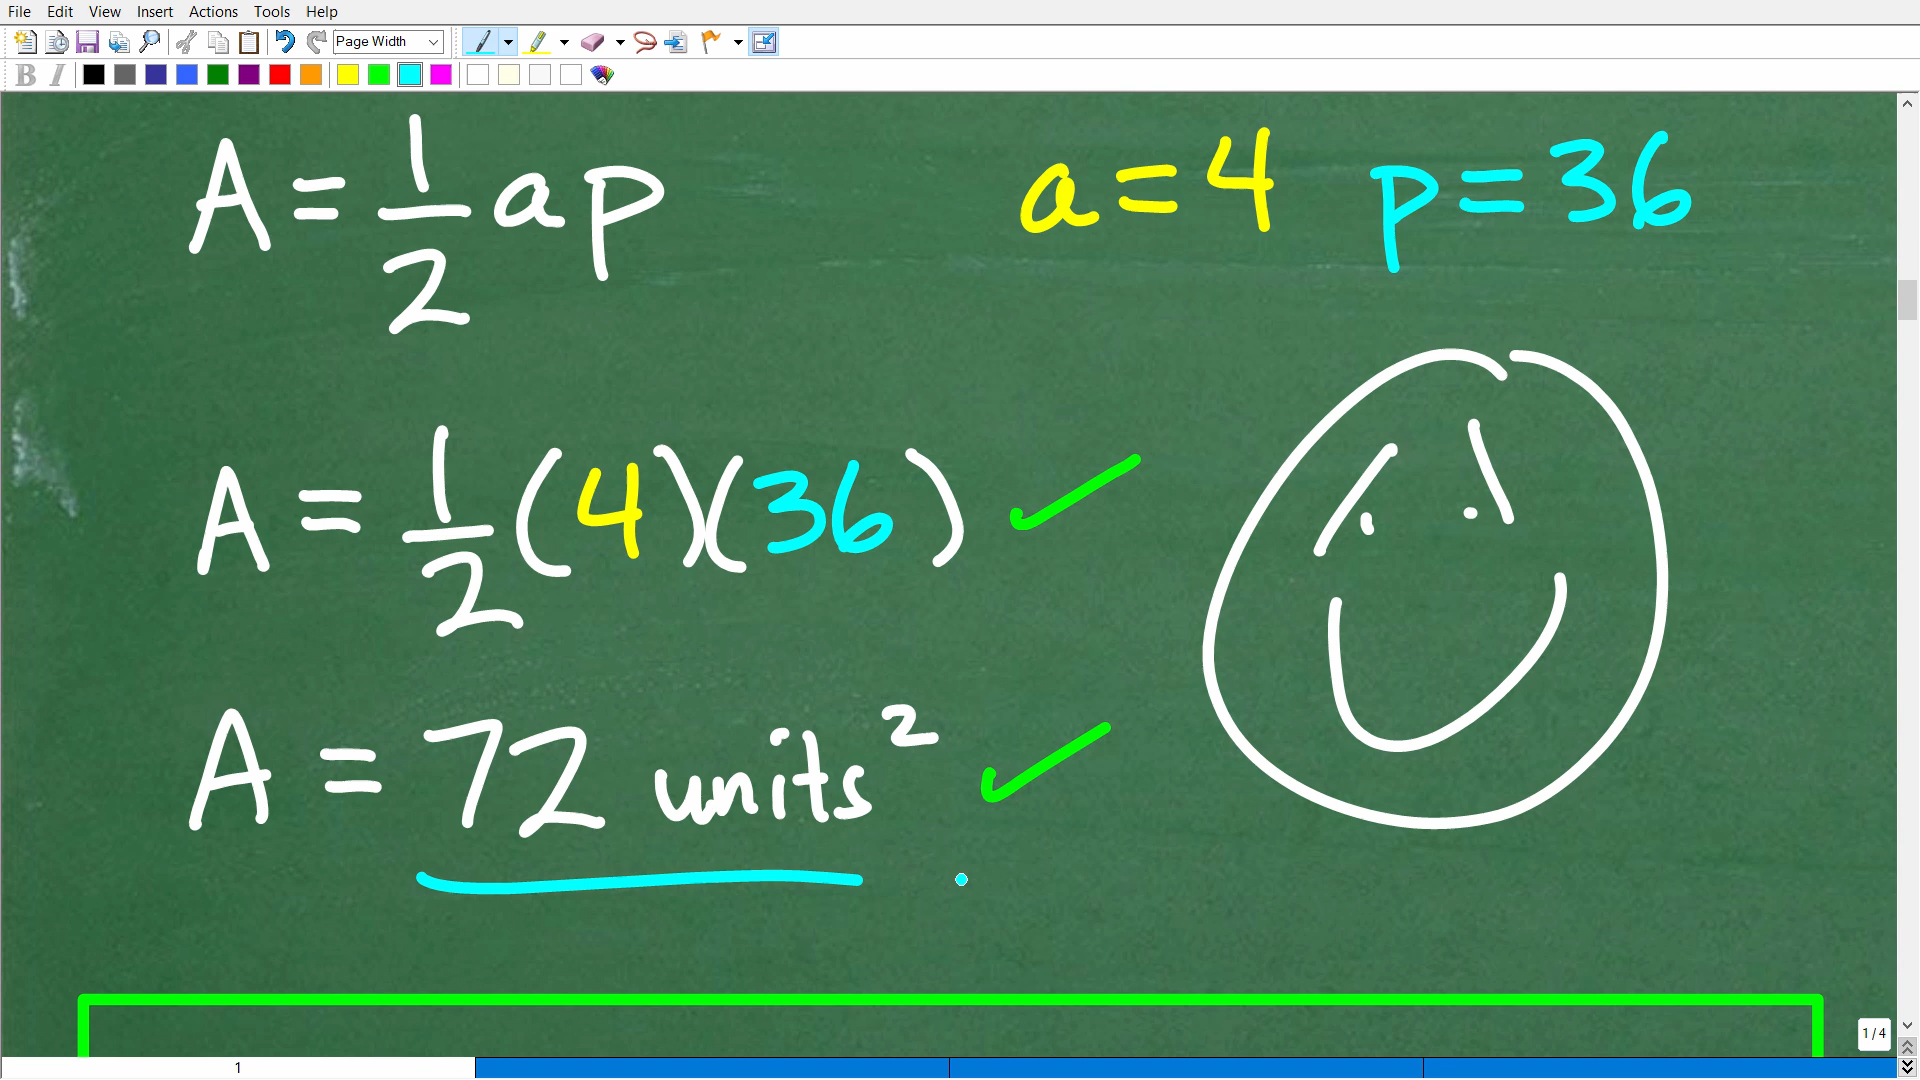 File Edit View Insert Actions Tools Help
Page Width
B I
A = 1/2 a p
a = 4 p = 36
A = 1/2 (4)(36)
A = 72 units²
1 / 4
1